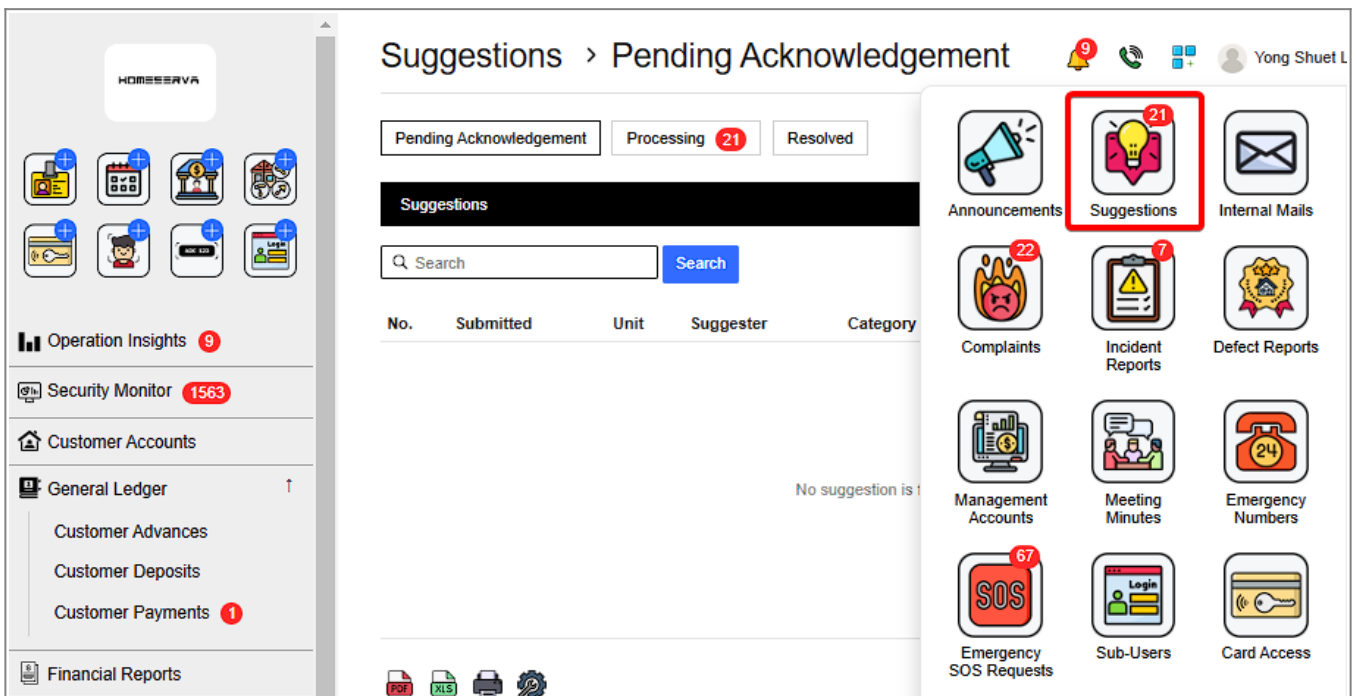 HOMESERVA
ABC 123
Login
Operation Insights 9
Security Monitor 1563
Customer Accounts
General Ledger ↑
Customer Advances
Customer Deposits
Customer Payments 1
Financial Reports
Suggestions > Pending Acknowledgement
9
+
Yong Shuet L
Pending Acknowledgement
Processing 21
Resolved
Suggestions
Search
Search
No. Submitted Unit Suggester Category
No suggestion is f
PDF
XLS
21
Announcements
Suggestions
Internal Mails
22
7
Complaints
Incident
Reports
Defect Reports
24
Management
Accounts
Meeting
Minutes
Emergency
Numbers
67
SOS
Login
Emergency
SOS Requests
Sub-Users
Card Access